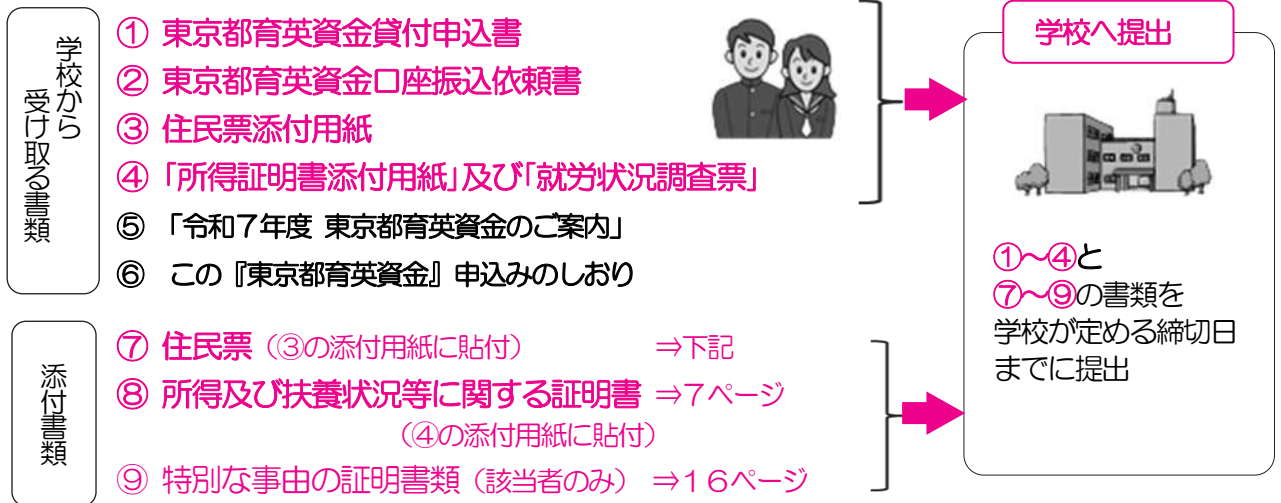 学校から
受け取る書類
① 東京都育英資金貸付申込書
② 東京都育英資金口座振込依頼書
③ 住民票添付用紙
④「所得証明書添付用紙」及び「就労状況調査票」
⑤ 「令和7年度 東京都育英資金のご案内」
⑥ この『東京都育英資金』申込みのしおり
添付書類
⑦ 住民票（③の添付用紙に貼付） ⇒下記
⑧ 所得及び扶養状況等に関する証明書 ⇒7ページ
（④の添付用紙に貼付）
⑨ 特別な事由の証明書類（該当者のみ） ⇒16ページ
学校へ提出
①～④と
⑦～⑨の書類を
学校が定める締切日
までに提出